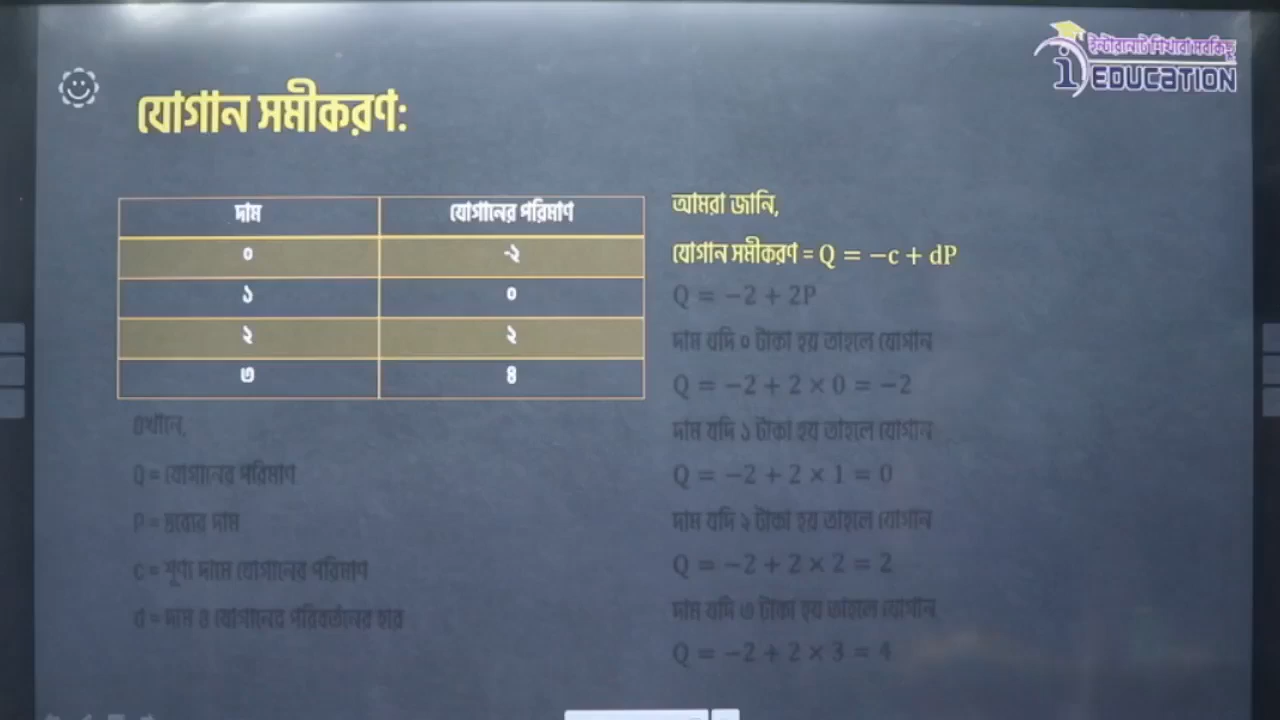 ইন্টারনেটে শিখবো সবকিছু
iEDUCATION
যোগান সমীকরণ:
দাম যোগানের পরিমাণ
০ -২
১ ০
২ ২
৩ ৪
এখানে,
Q = যোগানের পরিমাণ
P = দ্রব্যের দাম
c = শূণ্য দামে যোগানের পরিমাণ
d = দাম ও যোগানের পরিবর্তনের হার
আমরা জানি,
যোগান সমীকরণ = Q = −c + dP
Q = −2 + 2P
দাম যদি ০ টাকা হয় তাহলে যোগান
Q = −2 + 2 × 0 = −2
দাম যদি ১ টাকা হয় তাহলে যোগান
Q = −2 + 2 × 1 = 0
দাম যদি ২ টাকা হয় তাহলে যোগান
Q = −2 + 2 × 2 = 2
দাম যদি ৩ টাকা হয় তাহলে যোগান
Q = −2 + 2 × 3 = 4